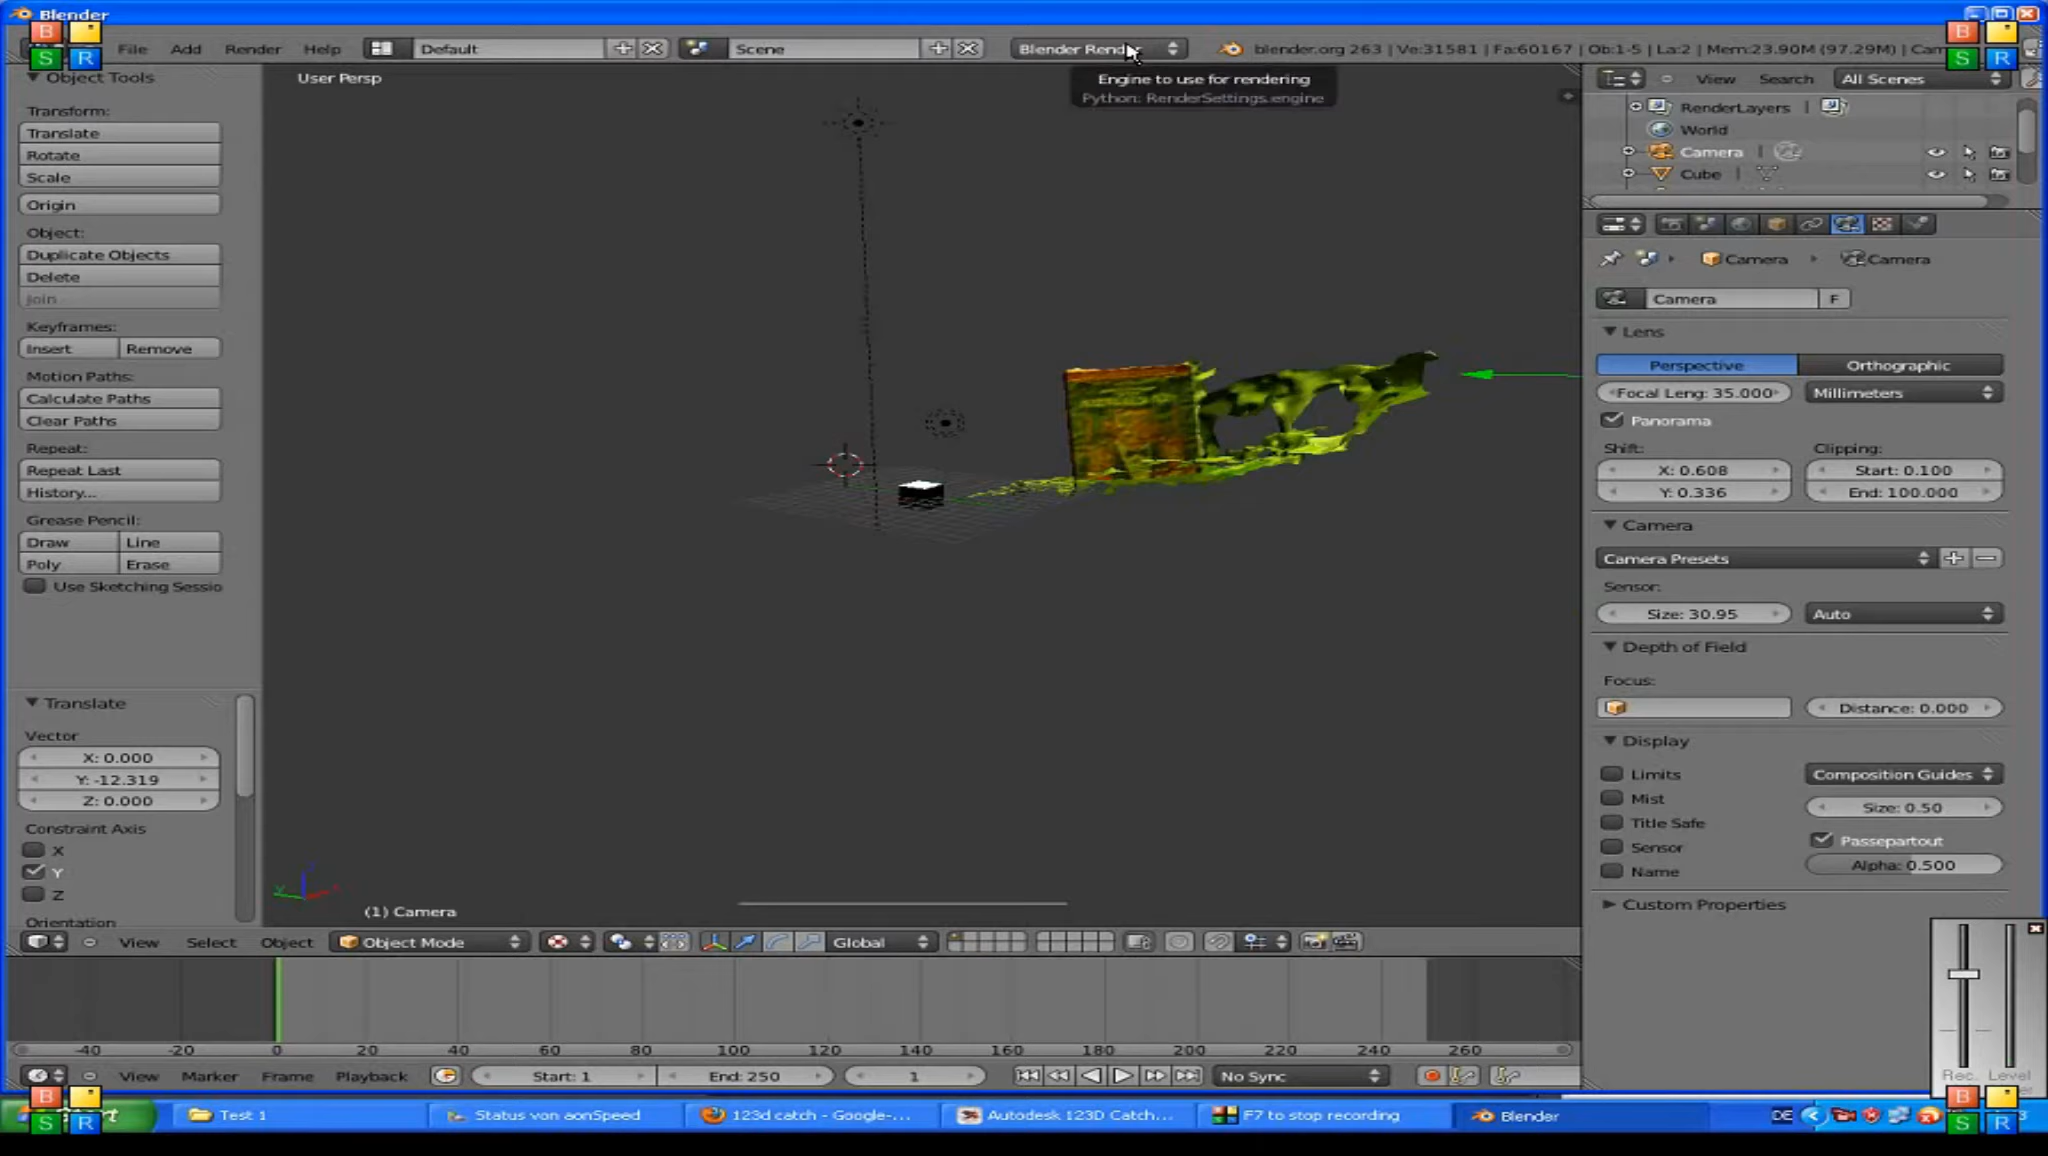 Blender
File Add Render Help Default Scene Blender Render blender.org 263 | Ve:31581 | Fa:60167 | Ob:1-5 | La:2 | Mem:23.90M (97.29M) | Cam
B
S R
B
S R
Engine to use for rendering
Python: RenderSettings.engine
Object Tools
Transform:
Translate
Rotate
Scale
Origin
Object:
Duplicate Objects
Delete
Join
Keyframes:
Insert Remove
Motion Paths:
Calculate Paths
Clear Paths
Repeat:
Repeat Last
History...
Grease Pencil:
Draw Line
Poly Erase
Use Sketching Sessio
Translate
Vector
X: 0.000
Y: -12.319
Z: 0.000
Constraint Axis
X
Y
Z
Orientation
User Persp
(1) Camera
View Search All Scenes
RenderLayers |
World
Camera |
Cube |
Camera Camera
Camera F
Lens
Perspective Orthographic
Focal Len: 35.000 Millimeters
Panorama
Shift: Clipping:
X: 0.608 Start: 0.100
Y: 0.336 End: 100.000
Camera
Camera Presets
Sensor:
Size: 30.95 Auto
Depth of Field
Focus:
Distance: 0.000
Display
Limits Composition Guides
Mist Size: 0.50
Title Safe
Sensor Passepartout
Name Alpha: 0.500
Custom Properties
View Select Object Object Mode Global
-40 -20 0 20 40 60 80 100 120 140 160 180 200 220 240 260
View Marker Frame Playback Start: 1 End: 250 1 No Sync
Rec. Level
Test 1 Status von aonSpeed 123d catch - Google-... Autodesk 123D Catch... F7 to stop recording Blender DE
B
S R
B
S R